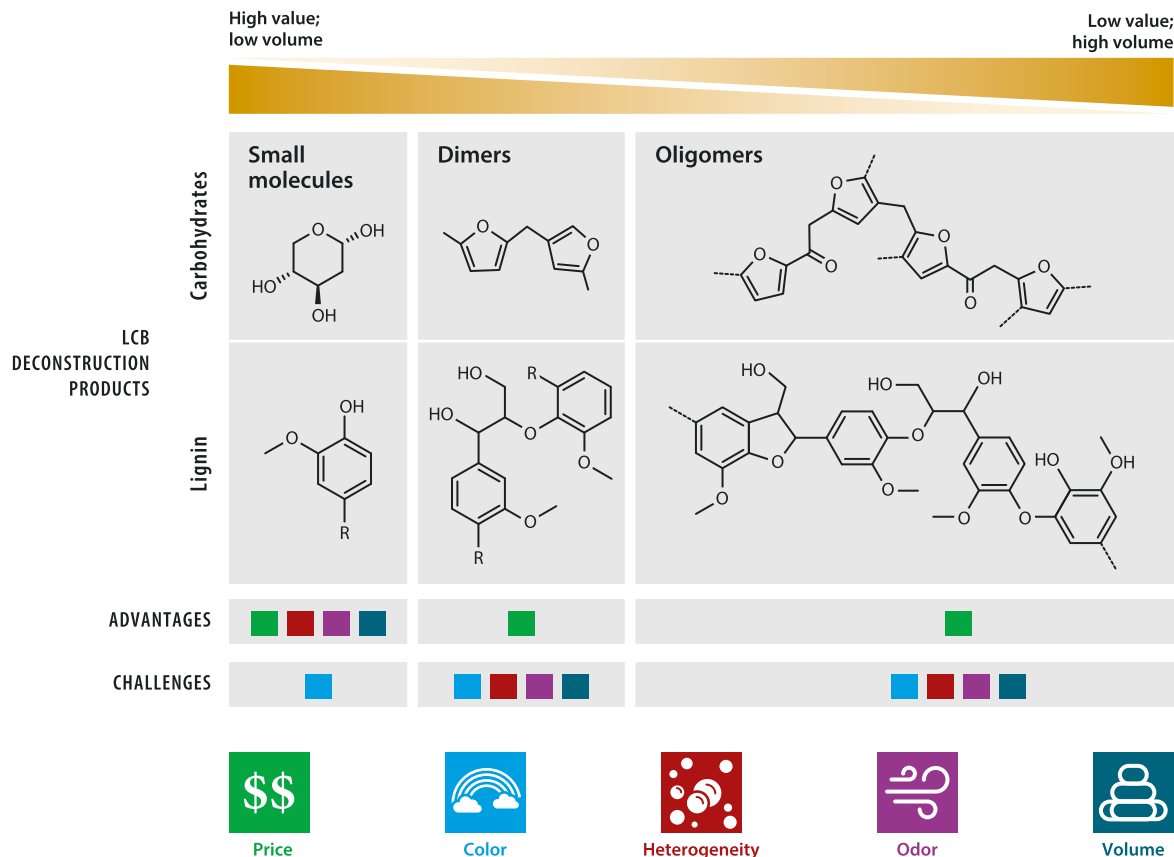 High value;
low volume
Low value;
high volume
Small
molecules
Dimers
Oligomers
Carbohydrates
O
OH
HO
OH
O
O
O
O
O
O
O
O
LCB
DECONSTRUCTION
PRODUCTS
Lignin
OH
O
R
HO
R
HO
O
O
O
R
HO
O
O
O
O
HO
OH
O
O
HO
OH
ADVANTAGES
CHALLENGES
$$
Price
Color
Heterogeneity
Odor
Volume